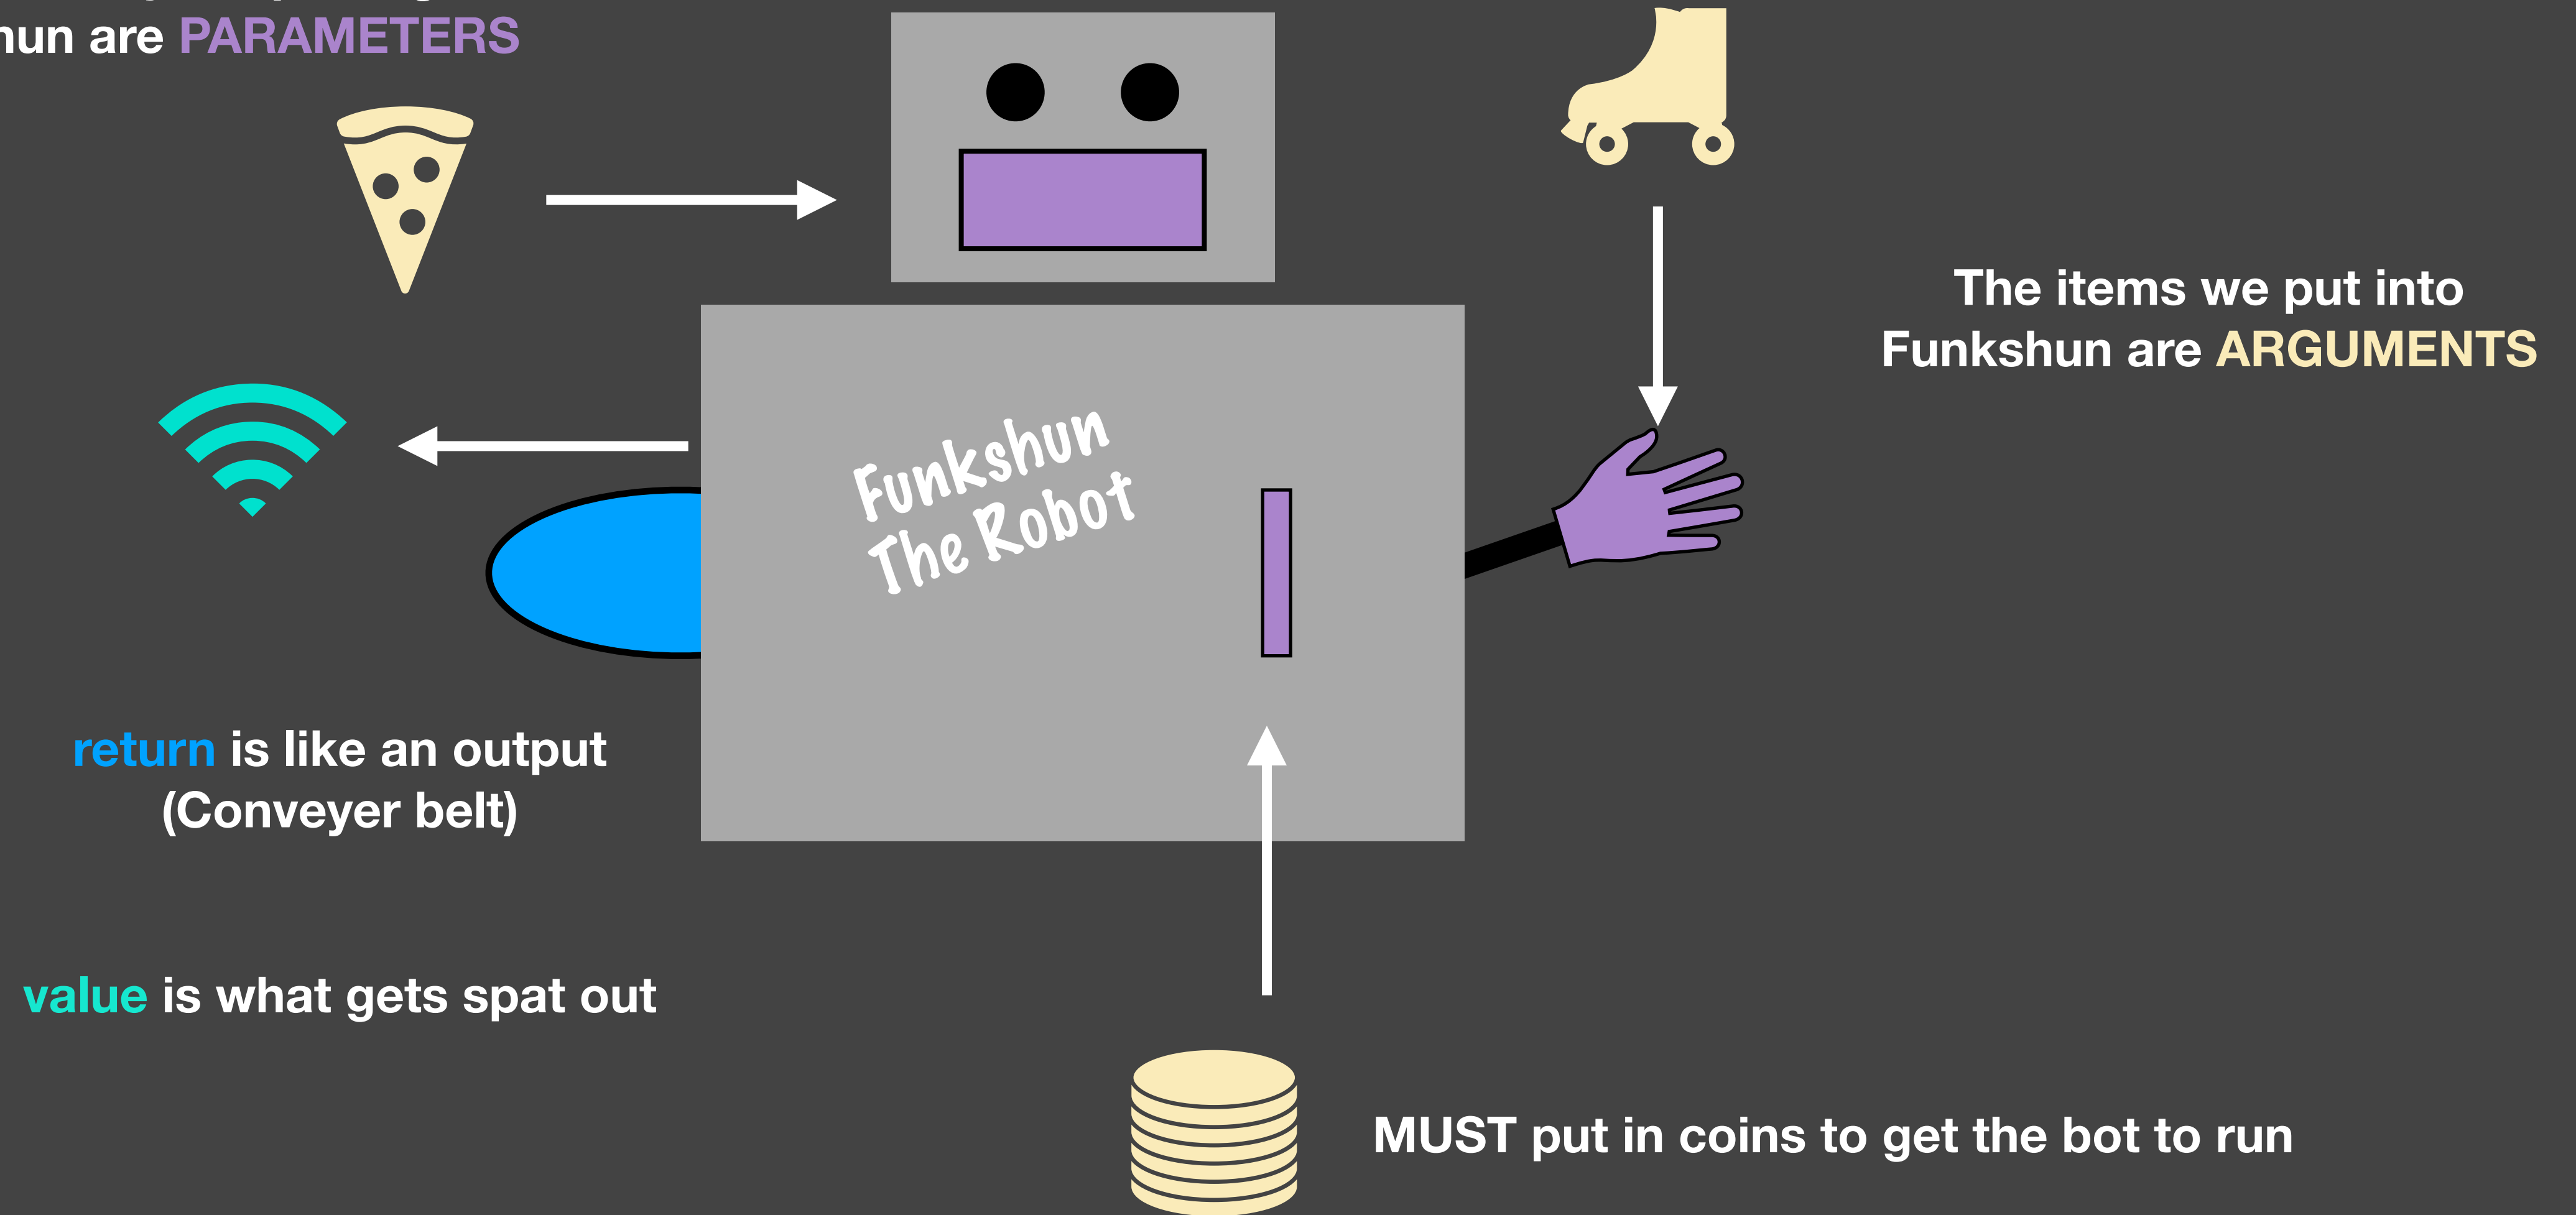 hun are PARAMETERS
The items we put into
Funkshun are ARGUMENTS
Funkshun
The Robot
return is like an output
(Conveyer belt)
value is what gets spat out
MUST put in coins to get the bot to run